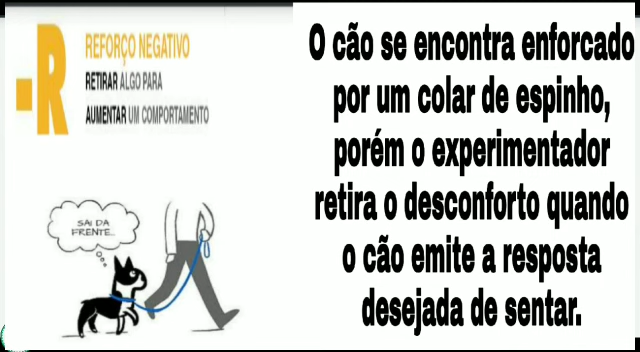 -R
REFORÇO NEGATIVO
RETIRAR ALGO PARA
AUMENTAR UM COMPORTAMENTO
SAI DA
FRENTE...
O cão se encontra enforcado
por um colar de espinho,
porém o experimentador
retira o desconforto quando
o cão emite a resposta
desejada de sentar.